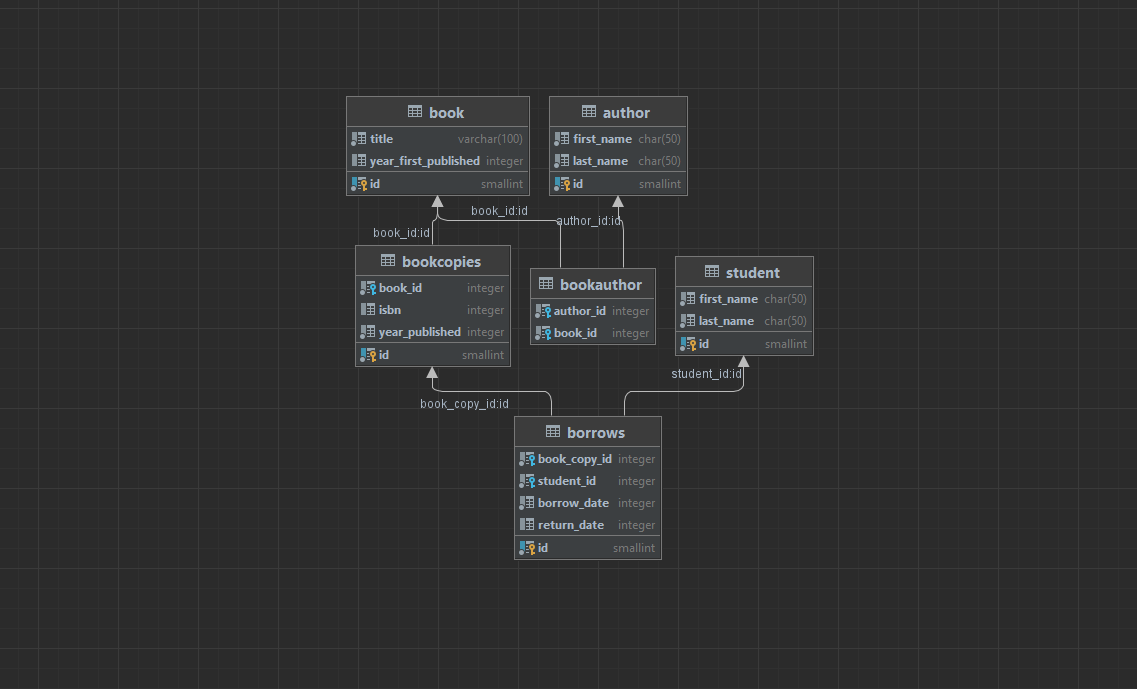 book
title varchar(100)
year_first_published integer
id smallint
author
first_name char(50)
last_name char(50)
id smallint
book_id:id
author_id:id
book_id:id
bookcopies
book_id integer
isbn integer
year_published integer
id smallint
bookauthor
author_id integer
book_id integer
student
first_name char(50)
last_name char(50)
id smallint
student_id:id
book_copy_id:id
borrows
book_copy_id integer
student_id integer
borrow_date integer
return_date integer
id smallint